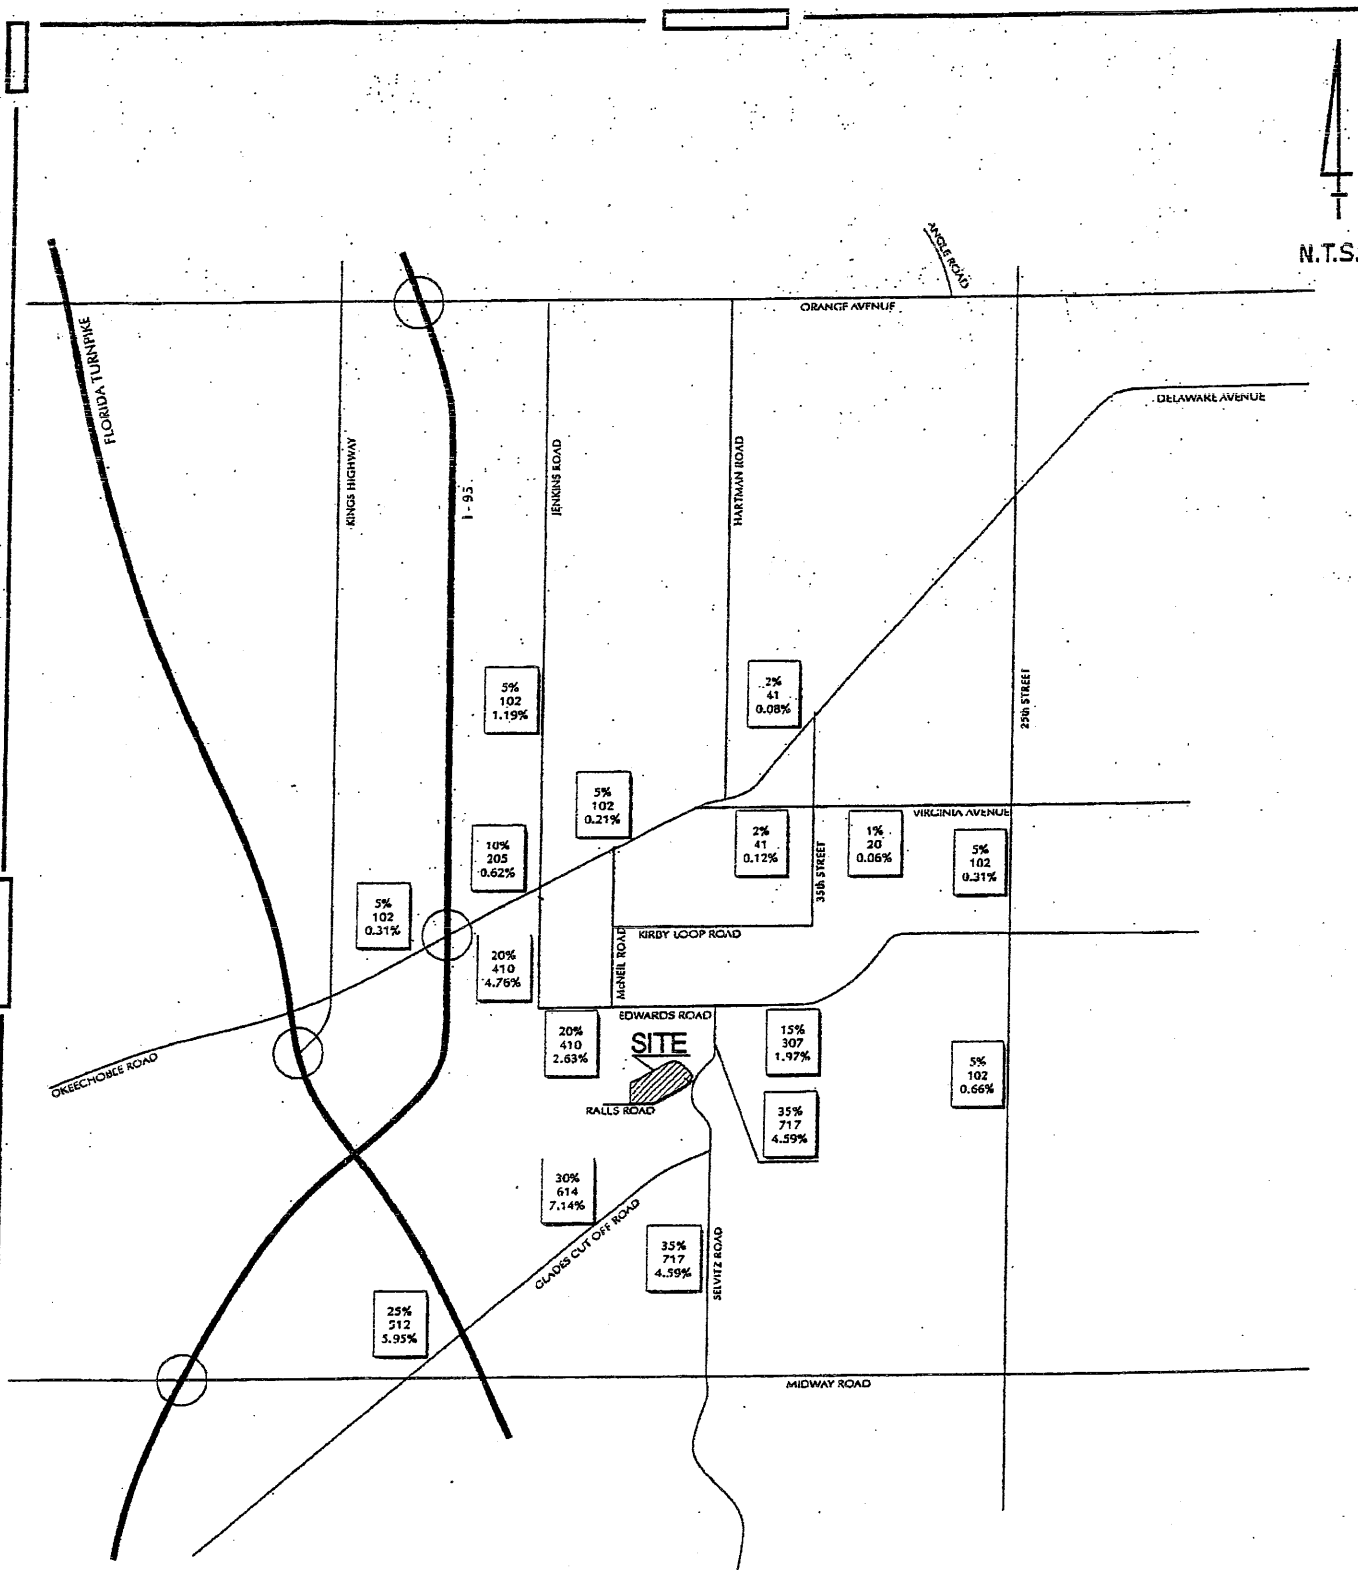 N.T.S.
ANGLE ROAD
ORANGE AVENUE
FLORIDA TURNPIKE
DELAWARE AVENUE
KINGS HIGHWAY
I-95
JENKINS ROAD
HARTMAN ROAD
25th STREET
5%
102
1.19%
2%
41
0.08%
5%
102
0.21%
VIRGINIA AVENUE
10%
205
0.62%
2%
41
0.12%
35th STREET
1%
20
0.06%
5%
102
0.31%
5%
102
0.31%
KIRBY LOOP ROAD
McNEIL ROAD
20%
410
4.76%
EDWARDS ROAD
20%
410
2.63%
SITE
15%
307
1.97%
OKEECHOBEE ROAD
5%
102
0.66%
RALLS ROAD
35%
717
4.59%
30%
614
7.14%
GLADES CUT OFF ROAD
35%
717
4.59%
SELVITZ ROAD
25%
512
5.95%
MIDWAY ROAD